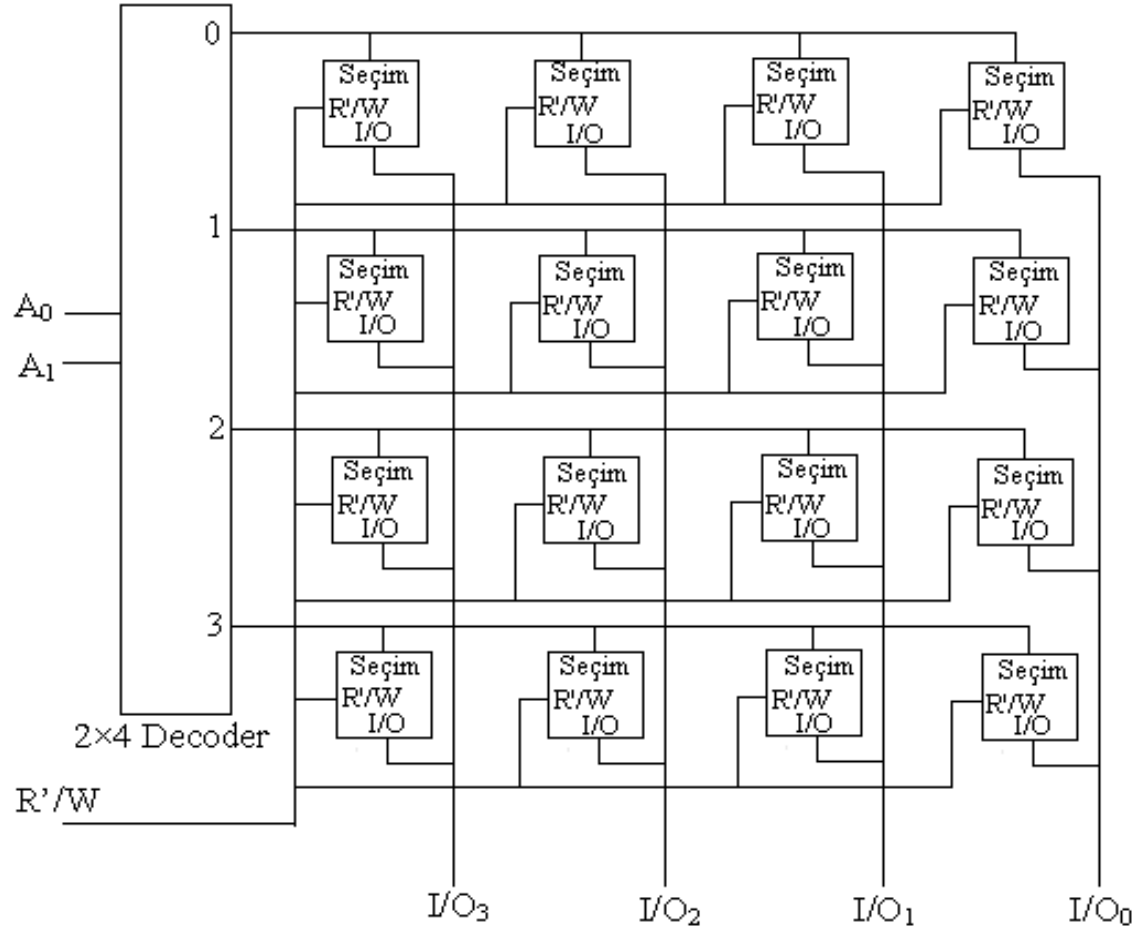 0
Seçim Seçim Seçim Seçim
R'/W R'/W R'/W R'/W
I/O I/O I/O I/O
1
Seçim Seçim Seçim Seçim
R'/W R'/W R'/W R'/W
I/O I/O I/O I/O
A₀
A₁
2
Seçim Seçim Seçim Seçim
R'/W R'/W R'/W R'/W
I/O I/O I/O I/O
3
Seçim Seçim Seçim Seçim
R'/W R'/W R'/W R'/W
I/O I/O I/O I/O
2×4 Decoder
R’/W
I/O₃ I/O₂ I/O₁ I/O₀